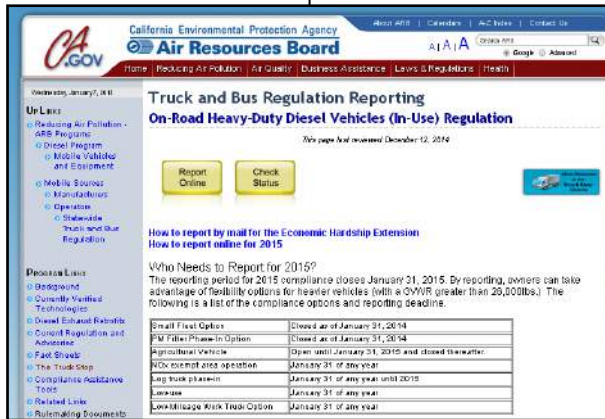 About ARB | Calendars | A-Z Index | Contact Us
California Environmental Protection Agency
Air Resources Board
A | A | A
Search ARB
Google Advanced
CA.GOV
Home | Reducing Air Pollution | Air Quality | Business Assistance | Laws & Regulations | Health
Wednesday, January 7, 2015
UP LINKS
Reducing Air Pollution -
ARB Programs
Diesel Program
Mobile Vehicles
and Equipment
Mobile Sources
Manufacturers
Operators
Statewide
Truck and Bus
Regulation
PROGRAM LINKS
Background
Currently Verified
Technologies
Diesel Exhaust Retrofits
Current Regulation and
Advisories
Fact Sheets
The Truck Stop
Compliance Assistance
Tools
Related Links
Rulemaking Documents
Truck and Bus Regulation Reporting
On-Road Heavy-Duty Diesel Vehicles (In-Use) Regulation
This page last reviewed December 12, 2014
Report
Online
Check
Status
How to report by mail for the Economic Hardship Extension
How to report online for 2015
Who Needs to Report for 2015?
The reporting period for 2015 compliance closes January 31, 2015. By reporting, owners can take
advantage of flexibility options for heavier vehicles (with a GVWR greater than 26,000lbs.) The
following is a list of the compliance options and reporting deadline.
Small Fleet Option Closed as of January 31, 2014
PM Filter Phase-In Option Closed as of January 31, 2014
Agricultural Vehicle Open until January 31, 2015 and closed thereafter.
NOx exempt area operation January 31 of any year
Log truck phase-in January 31 of any year until 2015
Low-use January 31 of any year
Low-Mileage Work Truck Option January 31 of any year